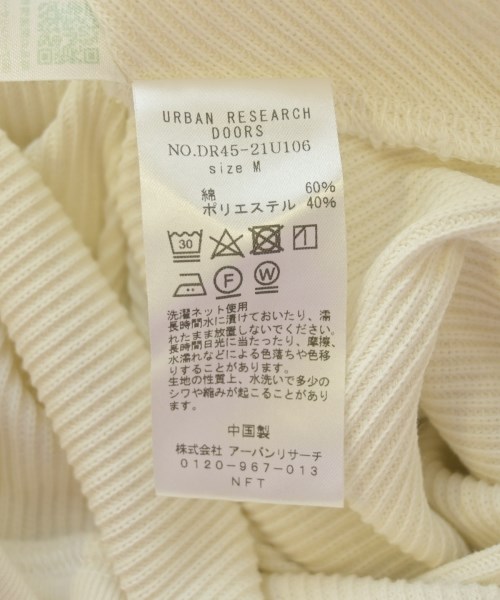 URBAN RESEARCH
DOORS
NO.DR45-21U106
size M
綿 60%
ポリエステル 40%
30
F W
洗濯ネット使用
長時間水に漬けておいたり、濡
れたまま放置しないでください。
長時間日光に当たったり、摩擦、
水濡れなどによる色落ちや色移
りすることがあります。
生地の性質上、水洗いで多少の
シワや縮みが起こることがあり
ます。
中国製
株式会社 アーバンリサーチ
0120-967-013
NFT